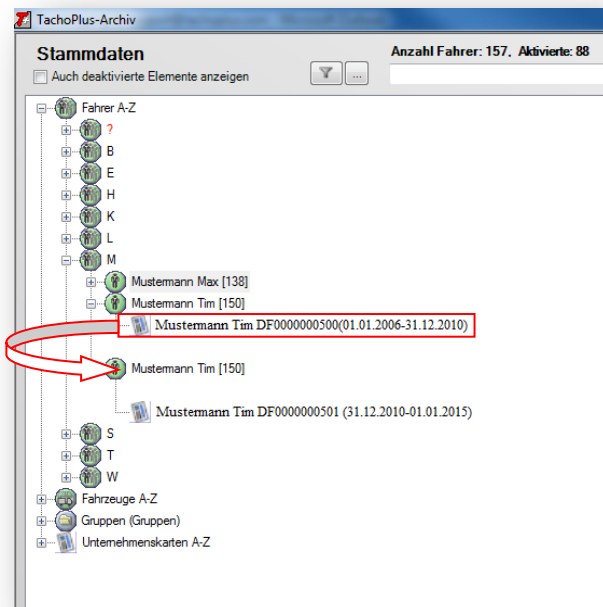 TachoPlus-Archiv
Stammdaten
Anzahl Fahrer: 157, Aktivierte: 88
Auch deaktivierte Elemente anzeigen
...
Fahrer A-Z
?
B
E
H
K
L
M
Mustermann Max [138]
Mustermann Tim [150]
Mustermann Tim DF0000000500(01.01.2006-31.12.2010)
Mustermann Tim [150]
Mustermann Tim DF0000000501 (31.12.2010-01.01.2015)
S
T
W
Fahrzeuge A-Z
Gruppen (Gruppen)
Unternehmenskarten A-Z